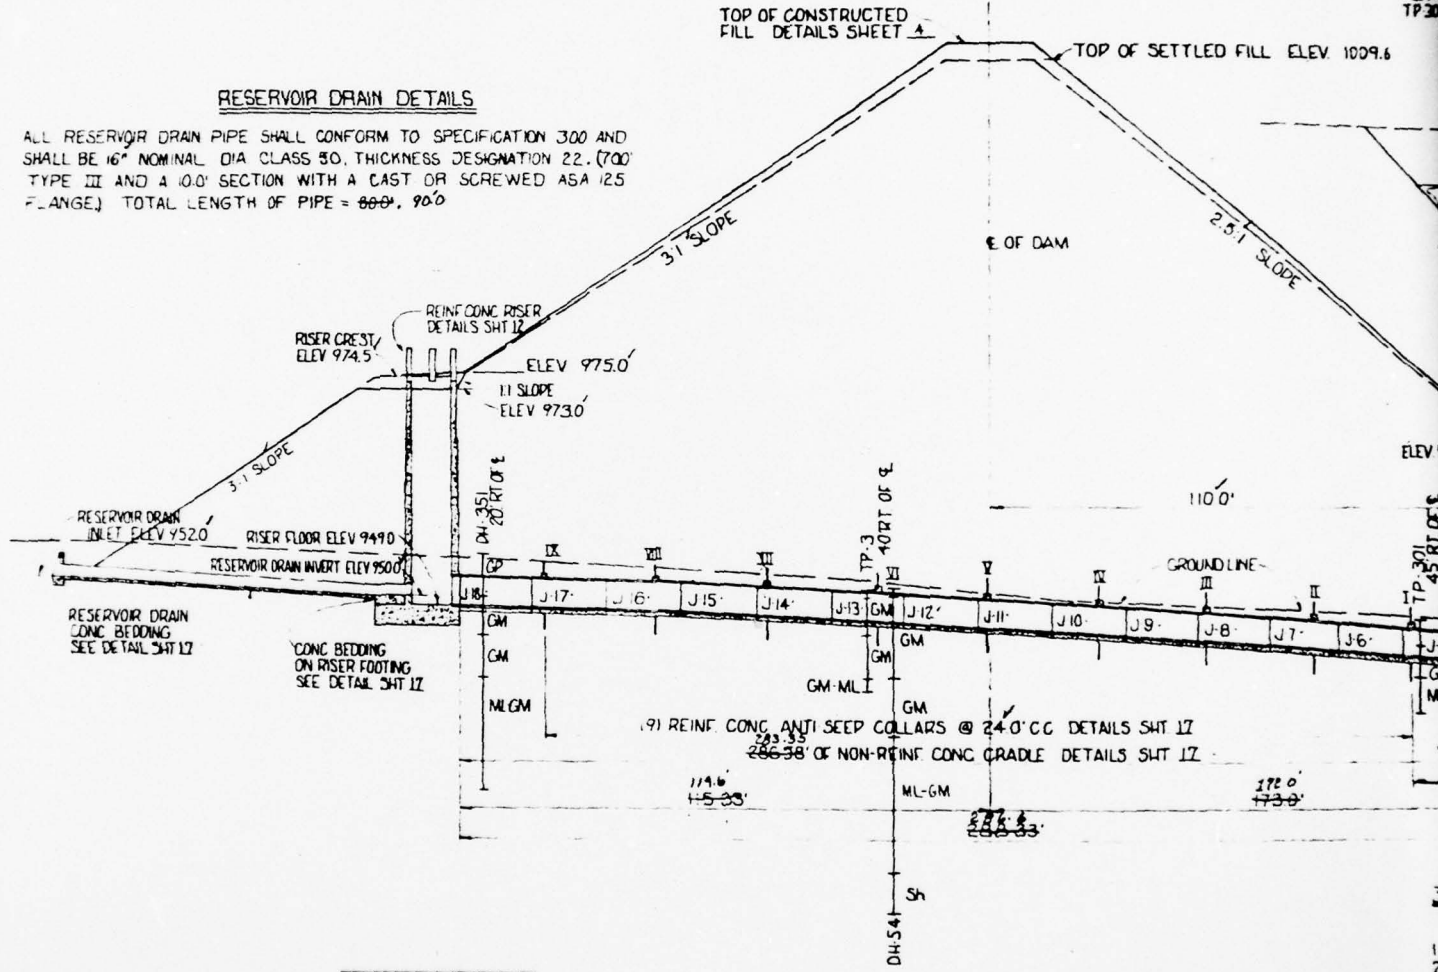 TOP OF CONSTRUCTED
FILL DETAILS SHEET 4
TP-30
TOP OF SETTLED FILL ELEV. 1009.6
RESERVOIR DRAIN DETAILS
ALL RESERVOIR DRAIN PIPE SHALL CONFORM TO SPECIFICATION 300 AND
SHALL BE 16" NOMINAL DIA CLASS 50, THICKNESS DESIGNATION 22. (70.0'
TYPE III AND A 10.0' SECTION WITH A CAST OR SCREWED ASA 125
FLANGE) TOTAL LENGTH OF PIPE = 80.0', 90.0
3:1 SLOPE
2.5:1 SLOPE
℄ OF DAM
REINF CONC RISER
DETAILS SHT 17
RISER CREST
ELEV 974.5
ELEV 975.0'
1:1 SLOPE
ELEV 973.0'
3:1 SLOPE
ELEV.
110.0'
RESERVOIR DRAIN
INLET ELEV 952.0'
RISER FLOOR ELEV 949.0
RESERVOIR DRAIN INVERT ELEV 950.0'
DH-351
20' RT OF ℄
TP-3
40' RT OF ℄
TP-301
45' RT OF ℄
GROUND LINE
IX
VIII
VII
VI
V
IV
III
II
I
GP
J-18
J-17
J-16
J-15
J-14
J-13
GM
J-12
J-11
J-10
J-9
J-8
J-7
J-6
GM
GM
GM
GM
ML-GM
GM-ML
GM
RESERVOIR DRAIN
CONC BEDDING
SEE DETAIL SHT 17
CONC BEDDING
ON RISER FOOTING
SEE DETAIL SHT 17
(9) REINF. CONC ANTI SEEP COLLARS @ 24.0' C.C DETAILS SHT 17
283.35
286.38' OF NON-REINF. CONC CRADLE DETAILS SHT 17
114.6'
115.33'
ML-GM
172.0'
173.0'
288.33'
Sh
DH-54